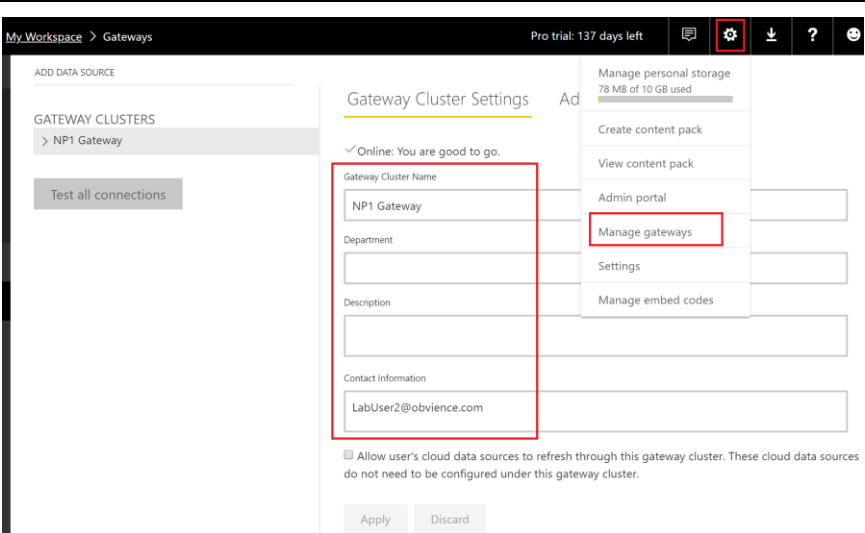 My Workspace > Gateways
Pro trial: 137 days left
?
ADD DATA SOURCE
GATEWAY CLUSTERS
> NP1 Gateway
Test all connections
Gateway Cluster Settings
Ad
Online: You are good to go.
Gateway Cluster Name
NP1 Gateway
Department
Description
Contact Information
LabUser2@obvience.com
Allow user's cloud data sources to refresh through this gateway cluster. These cloud data sources
do not need to be configured under this gateway cluster.
Apply
Discard
Manage personal storage
78 MB of 10 GB used
Create content pack
View content pack
Admin portal
Manage gateways
Settings
Manage embed codes